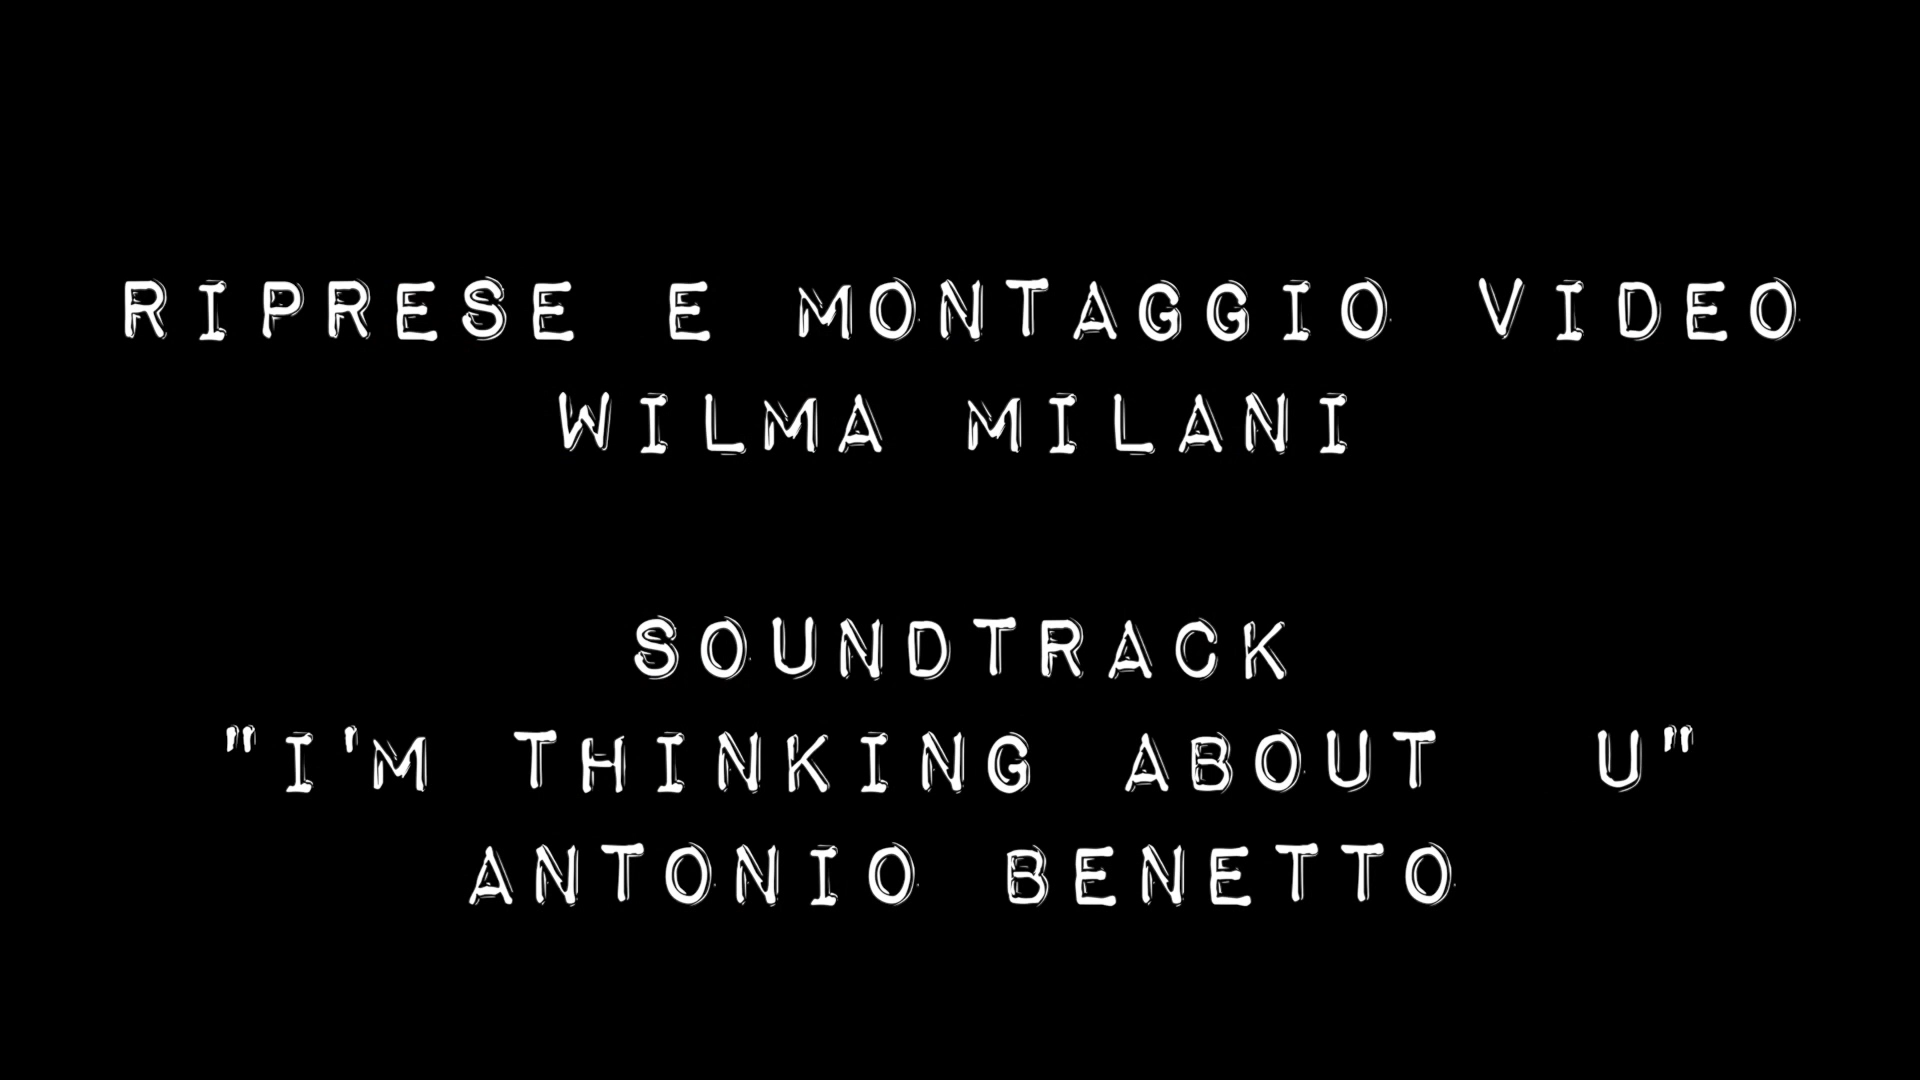 RIPRESE E MONTAGGIO VIDEO
WILMA MILANI
SOUNDTRACK
"I'M THINKING ABOUT  U"
ANTONIO BENETTO